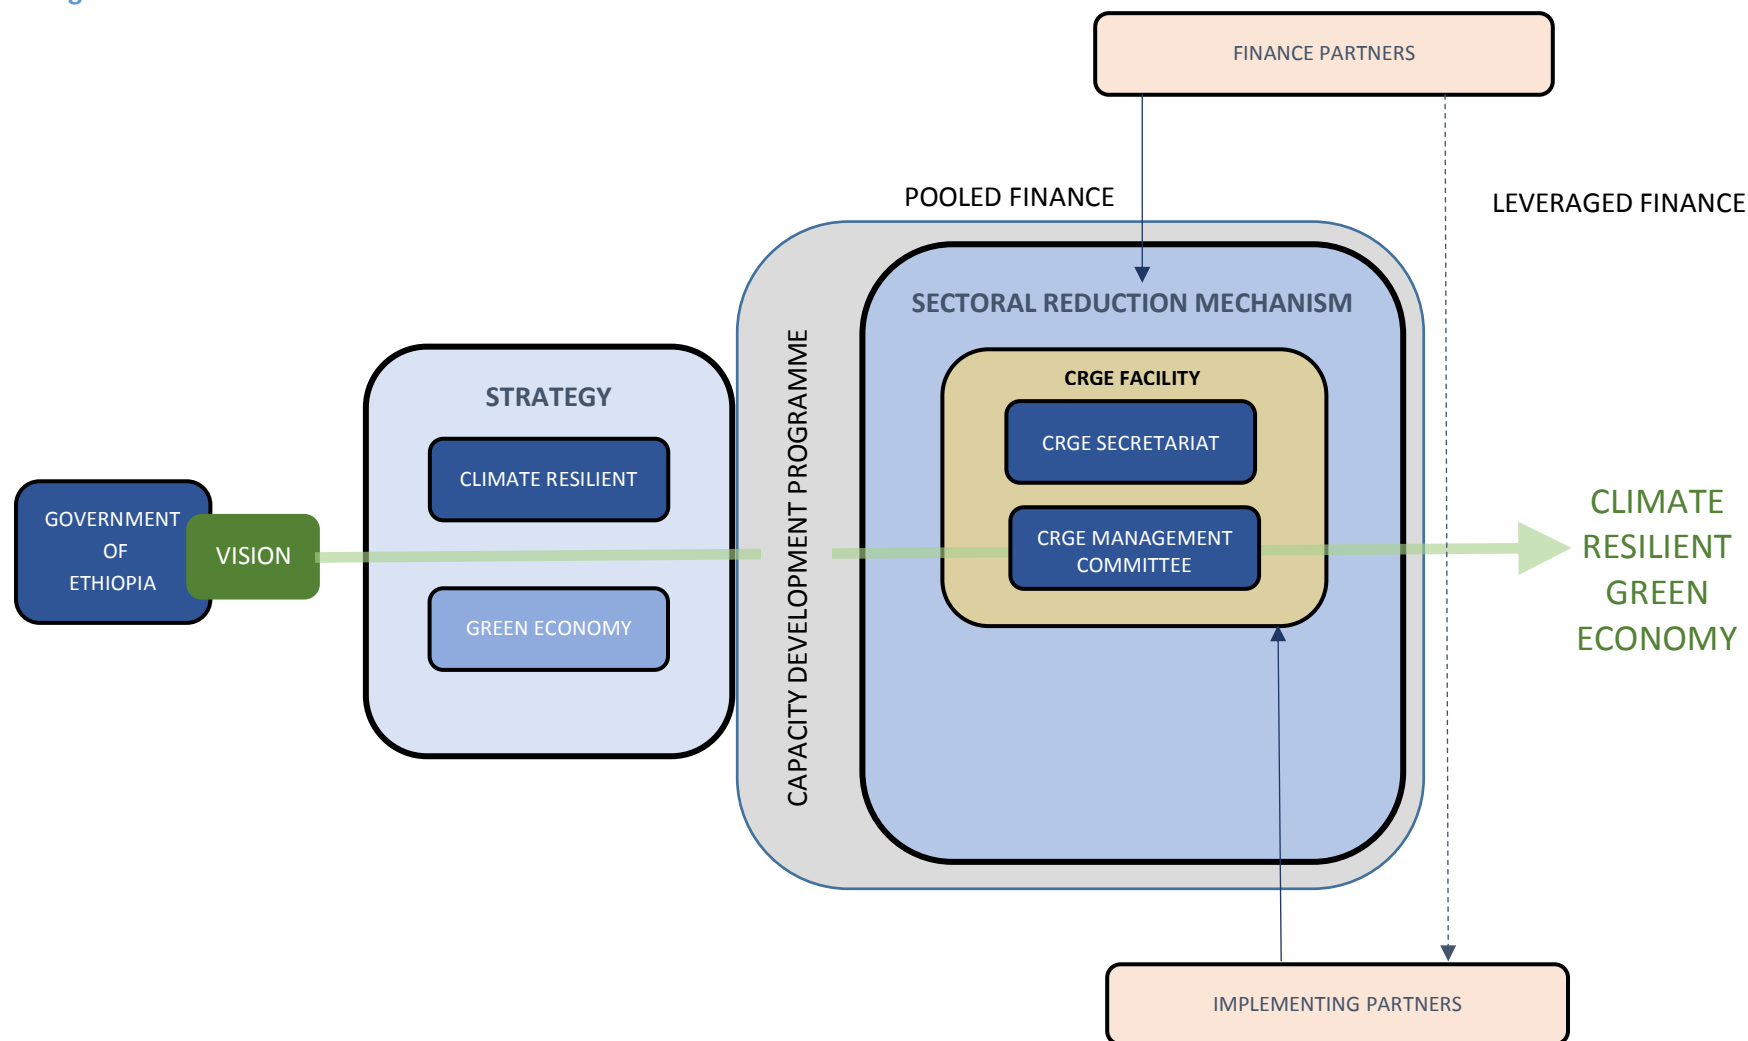 FINANCE PARTNERS
POOLED FINANCE
LEVERAGED FINANCE
CAPACITY DEVELOPMENT PROGRAMME
SECTORAL REDUCTION MECHANISM
CRGE FACILITY
CRGE SECRETARIAT
CRGE MANAGEMENT
COMMITTEE
STRATEGY
CLIMATE RESILIENT
GREEN ECONOMY
GOVERNMENT
OF
ETHIOPIA
VISION
CLIMATE
RESILIENT
GREEN
ECONOMY
IMPLEMENTING PARTNERS